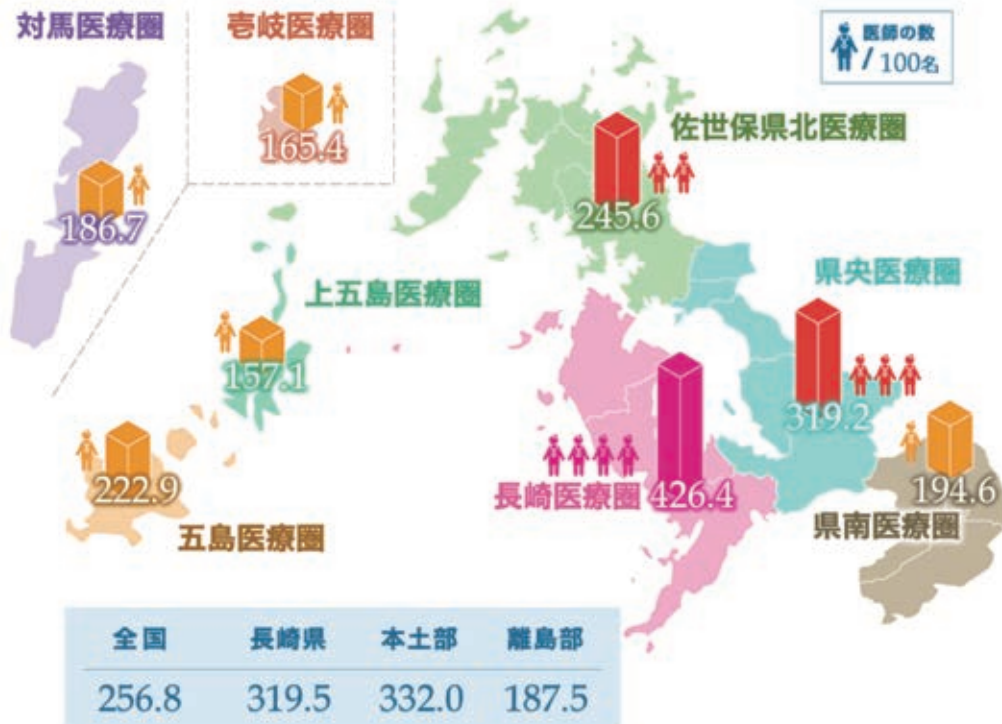 対馬医療圏
壱岐医療圏
医師の数
/ 100名
165.4
佐世保県北医療圏
186.7
245.6
県央医療圏
上五島医療圏
157.1
319.2
222.9
長崎医療圏 426.4
194.6
県南医療圏
五島医療圏
全国 長崎県 本土部 離島部
256.8 319.5 332.0 187.5